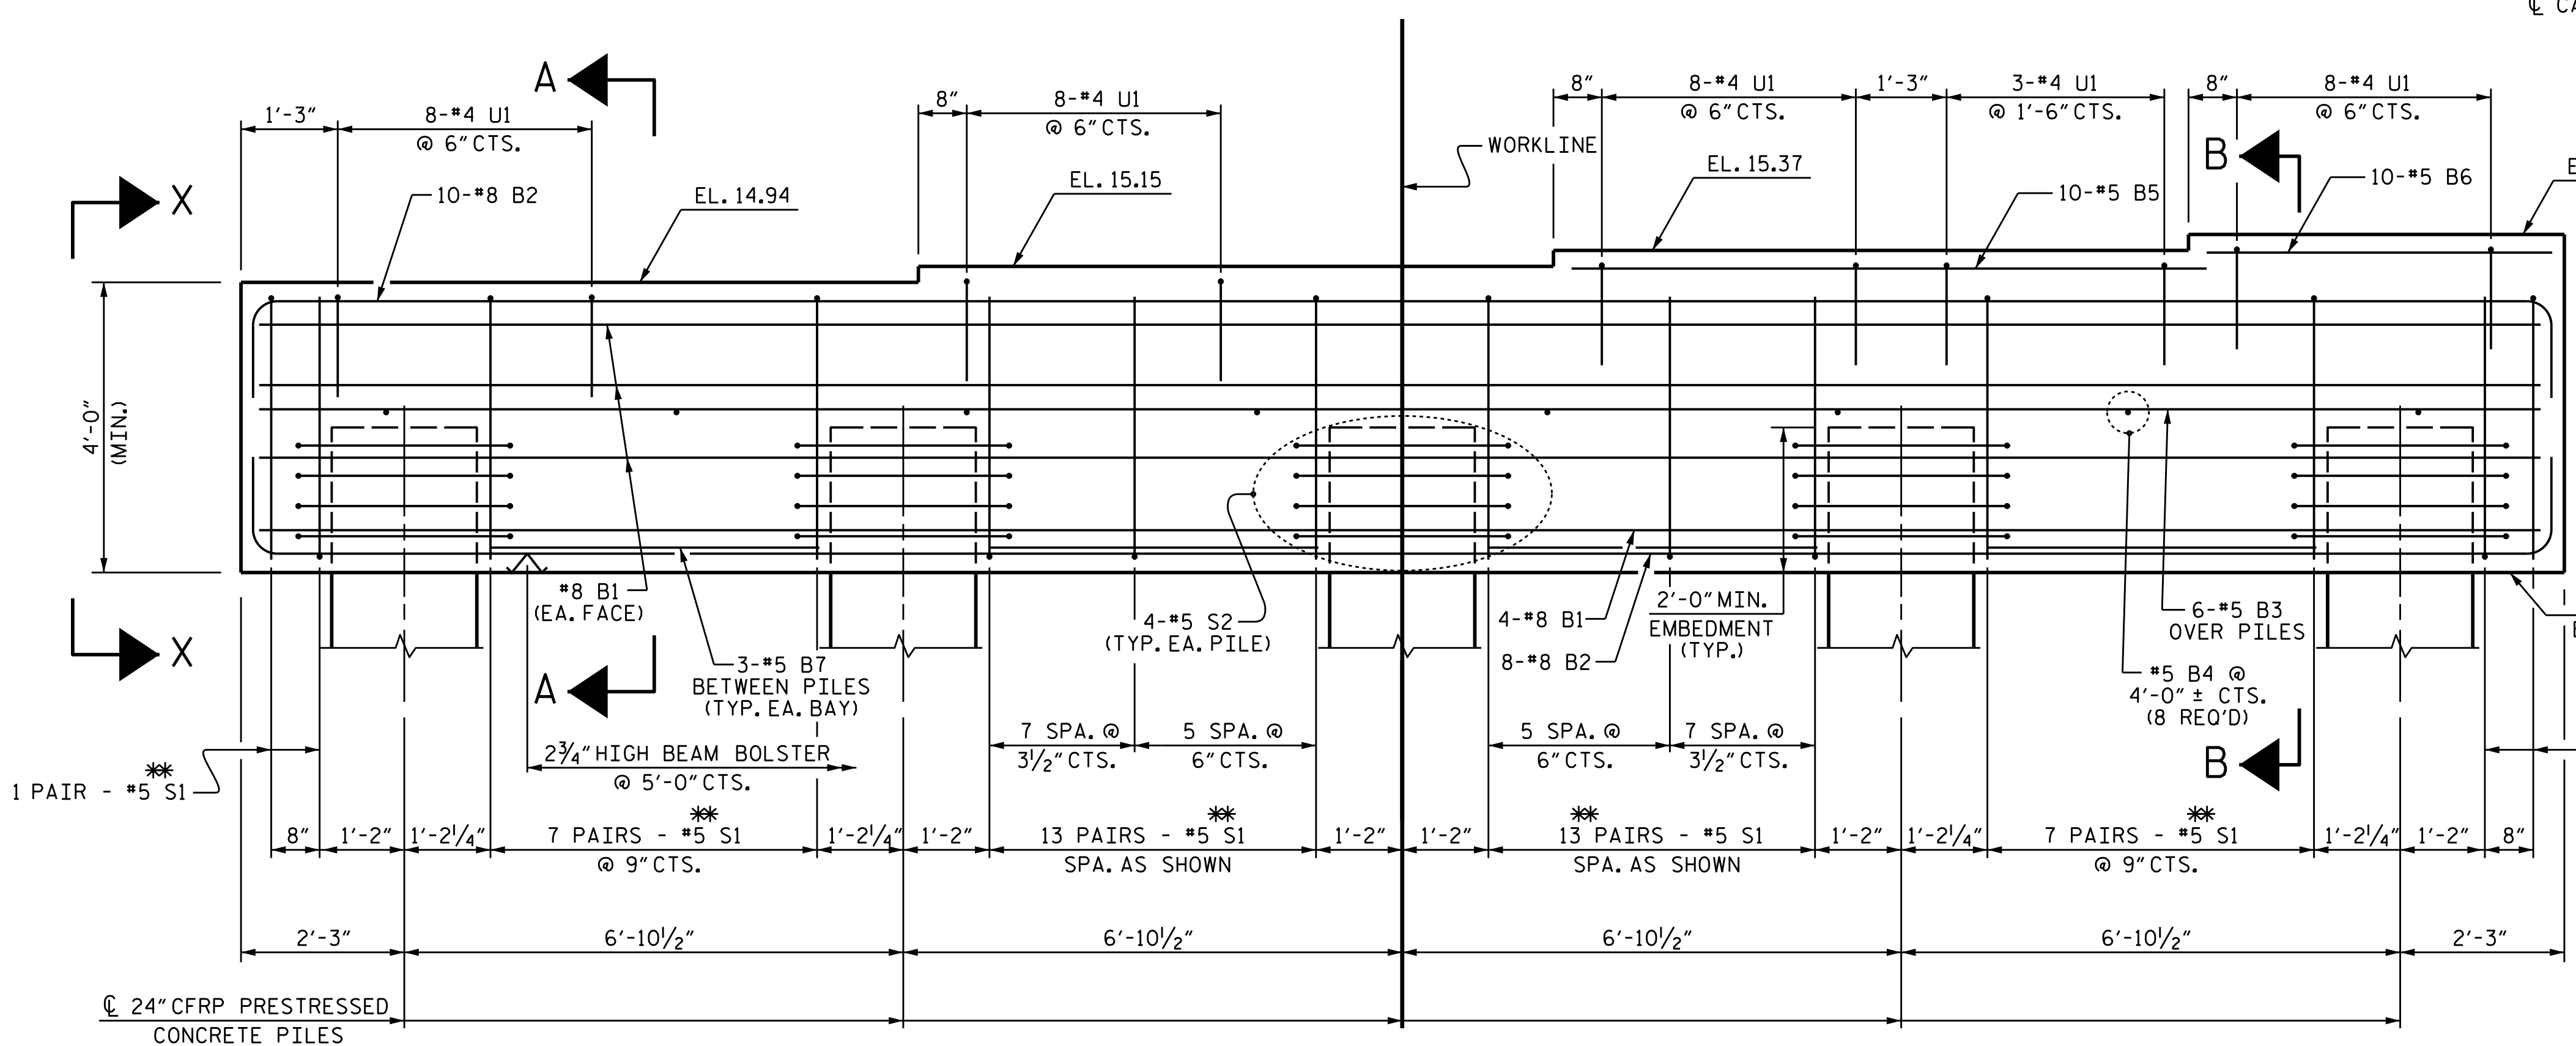 ℄ CA
A
8″
8-#4 U1
1′-3″
3-#4 U1
8″
8-#4 U1
@ 6″ CTS.
@ 1′-6″ CTS.
@ 6″ CTS.
8″
8-#4 U1
@ 6″ CTS.
1′-3″
8-#4 U1
@ 6″ CTS.
WORKLINE
B
EL. 15.37
X
10-#8 B2
EL. 14.94
EL. 15.15
10-#5 B5
10-#5 B6
E
4′-0″
(MIN.)
#8 B1
(EA. FACE)
4-#5 S2
(TYP. EA. PILE)
4-#8 B1
8-#8 B2
2′-0″ MIN.
EMBEDMENT
(TYP.)
6-#5 B3
OVER PILES
E
X
A
3-#5 B7
BETWEEN PILES
(TYP. EA. BAY)
#5 B4 @
4′-0″ ± CTS.
(8 REQ'D)
2¾″ HIGH BEAM BOLSTER
@ 5′-0″ CTS.
7 SPA. @
3½″ CTS.
5 SPA. @
6″ CTS.
5 SPA. @
6″ CTS.
7 SPA. @
3½″ CTS.
B
**
1 PAIR - #5 S1
**
**
**
**
8″
1′-2″
1′-2¼″
7 PAIRS - #5 S1
@ 9″ CTS.
1′-2¼″
1′-2″
13 PAIRS - #5 S1
SPA. AS SHOWN
1′-2″
1′-2″
13 PAIRS - #5 S1
SPA. AS SHOWN
1′-2″
1′-2¼″
7 PAIRS - #5 S1
@ 9″ CTS.
1′-2¼″
1′-2″
8″
2′-3″
6′-10½″
6′-10½″
6′-10½″
6′-10½″
2′-3″
℄ 24″ CFRP PRESTRESSED
CONCRETE PILES